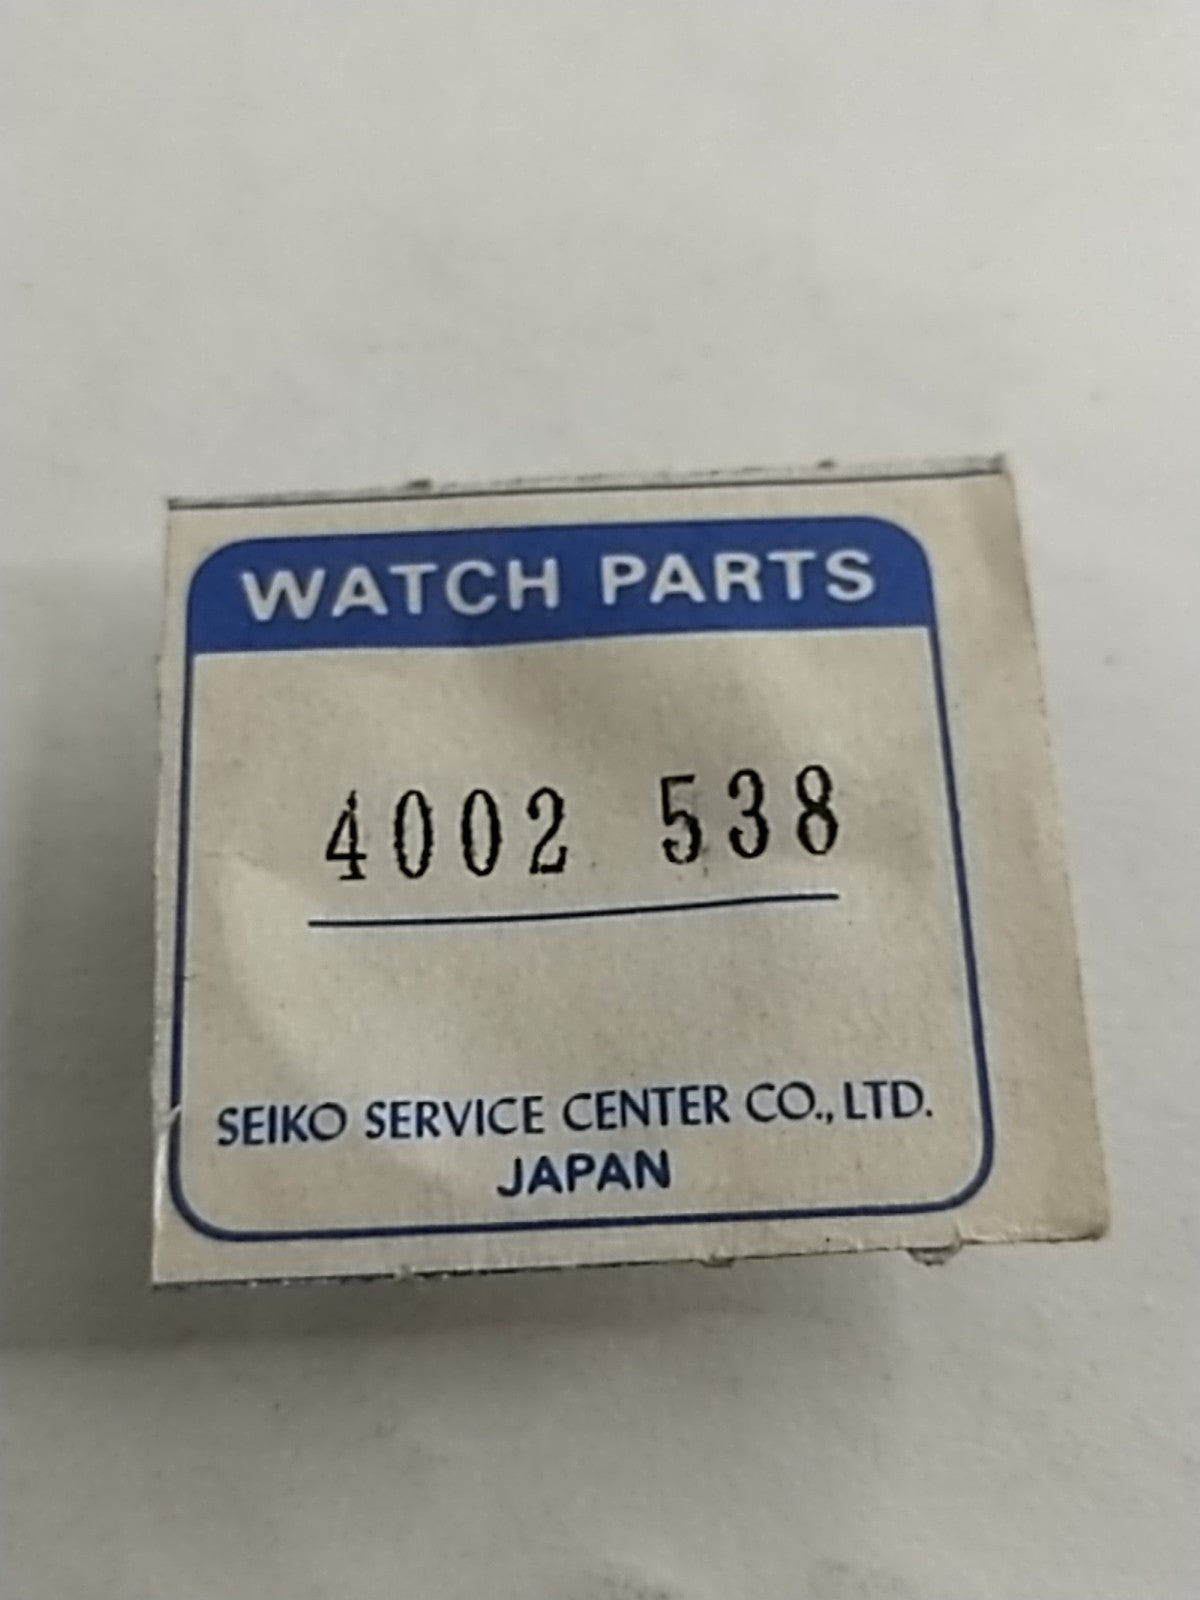 WATCH PARTS
4002 538
SEIKO SERVICE CENTER CO., LTD.
JAPAN